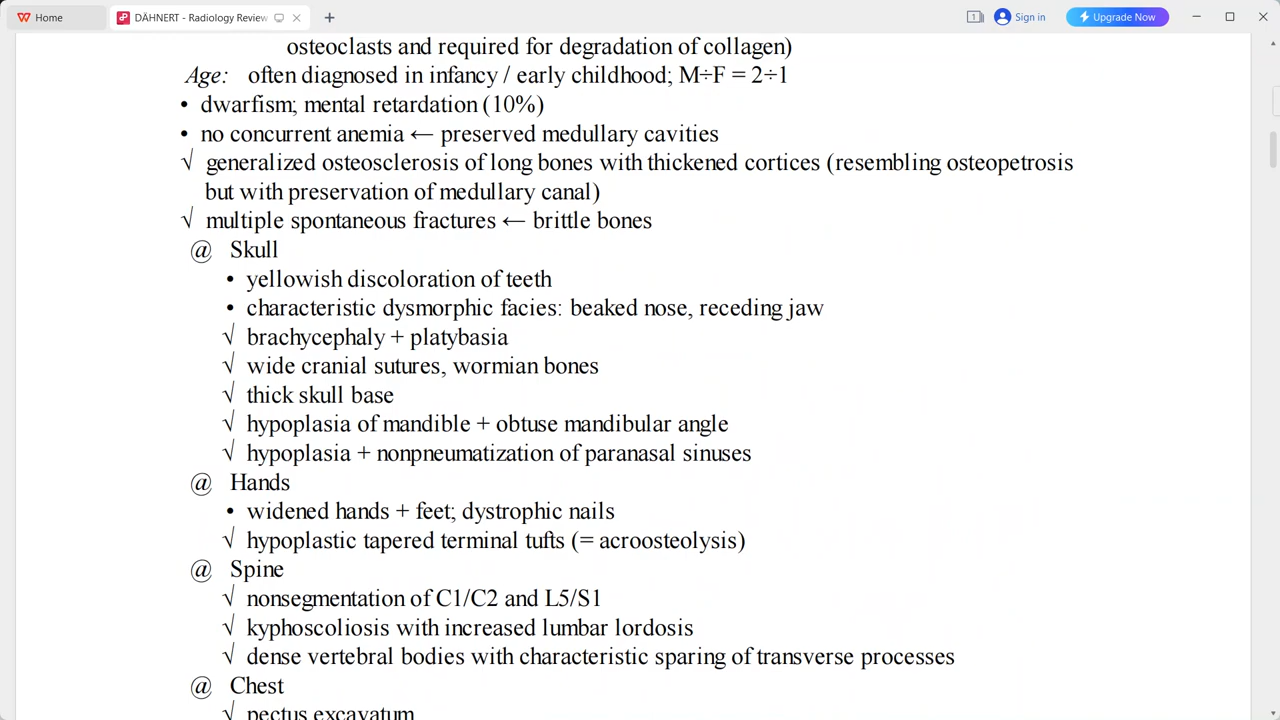 Home
DÄHNERT - Radiology Review
1
Sign in
Upgrade Now
osteoclasts and required for degradation of collagen)
Age: often diagnosed in infancy / early childhood; M÷F = 2÷1
• dwarfism; mental retardation (10%)
• no concurrent anemia ← preserved medullary cavities
√ generalized osteosclerosis of long bones with thickened cortices (resembling osteopetrosis
but with preservation of medullary canal)
√ multiple spontaneous fractures ← brittle bones
@ Skull
• yellowish discoloration of teeth
• characteristic dysmorphic facies: beaked nose, receding jaw
√ brachycephaly + platybasia
√ wide cranial sutures, wormian bones
√ thick skull base
√ hypoplasia of mandible + obtuse mandibular angle
√ hypoplasia + nonpneumatization of paranasal sinuses
@ Hands
• widened hands + feet; dystrophic nails
√ hypoplastic tapered terminal tufts (= acroosteolysis)
@ Spine
√ nonsegmentation of C1/C2 and L5/S1
√ kyphoscoliosis with increased lumbar lordosis
√ dense vertebral bodies with characteristic sparing of transverse processes
@ Chest
√ pectus excavatum